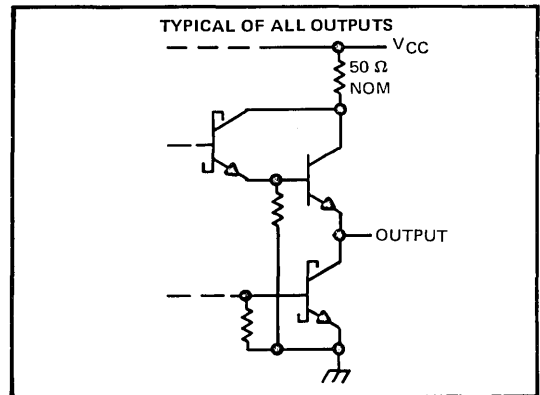 TYPICAL OF ALL OUTPUTS
VCC
50 Ω
NOM
OUTPUT